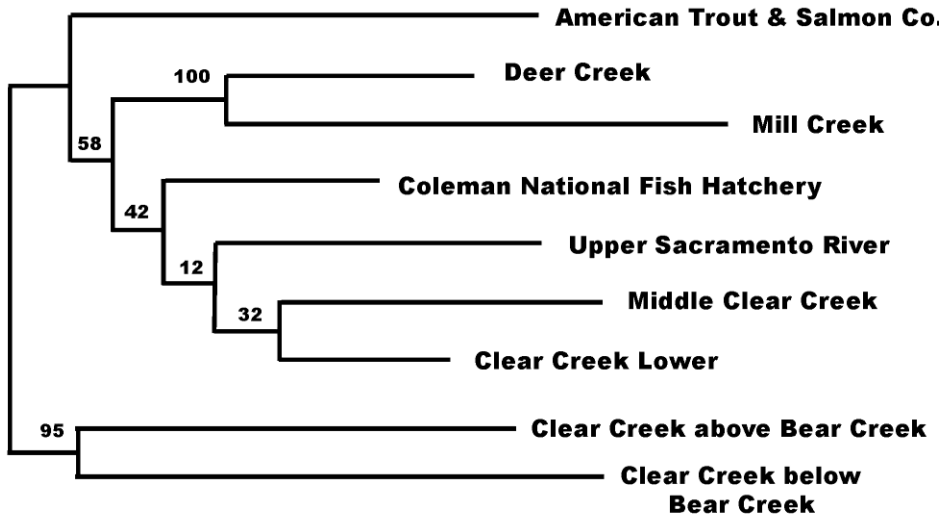 American Trout & Salmon Co.
100
Deer Creek
Mill Creek
58
Coleman National Fish Hatchery
42
Upper Sacramento River
12
Middle Clear Creek
32
Clear Creek Lower
95
Clear Creek above Bear Creek
Clear Creek below
Bear Creek